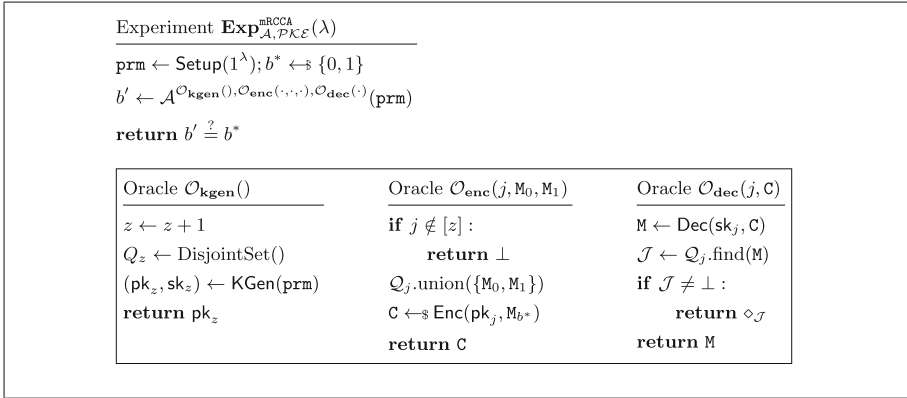 Experiment Exp^{mRCCA}_{𝒜,𝒫𝒦ℰ}(λ)
prm ← Setup(1^λ); b* ←$ {0, 1}
b′ ← 𝒜^{𝒪_kgen(),𝒪_enc(·,·,·),𝒪_dec(·)}(prm)
return b′ ≟ b*
Oracle 𝒪_kgen()
z ← z + 1
Q_z ← DisjointSet()
(pk_z, sk_z) ← KGen(prm)
return pk_z
Oracle 𝒪_enc(j, M_0, M_1)
if j ∉ [z] :
return ⊥
𝒬_j.union({M_0, M_1})
C ←$ Enc(pk_j, M_{b*})
return C
Oracle 𝒪_dec(j, C)
M ← Dec(sk_j, C)
𝒥 ← 𝒬_j.find(M)
if 𝒥 ≠ ⊥ :
return ⋄_𝒥
return M